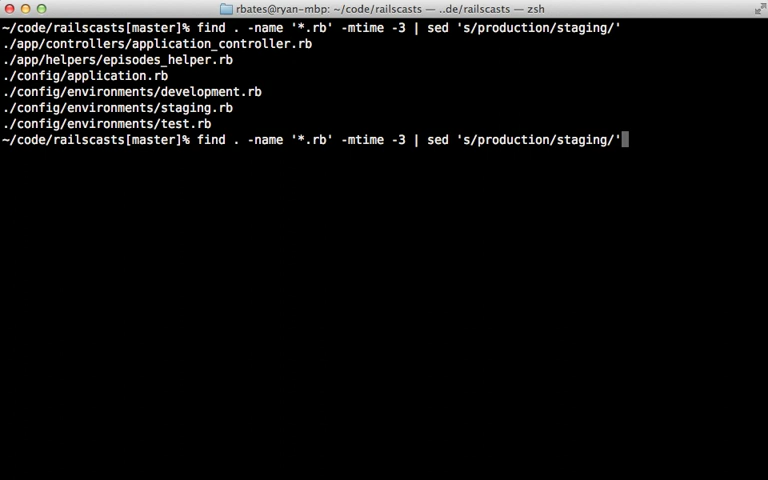 rbates@ryan-mbp: ~/code/railscasts — ..de/railscasts — zsh
~/code/railscasts[master]% find . -name '*.rb' -mtime -3 | sed 's/production/staging/'
./app/controllers/application_controller.rb
./app/helpers/episodes_helper.rb
./config/application.rb
./config/environments/development.rb
./config/environments/staging.rb
./config/environments/test.rb
~/code/railscasts[master]% find . -name '*.rb' -mtime -3 | sed 's/production/staging/'